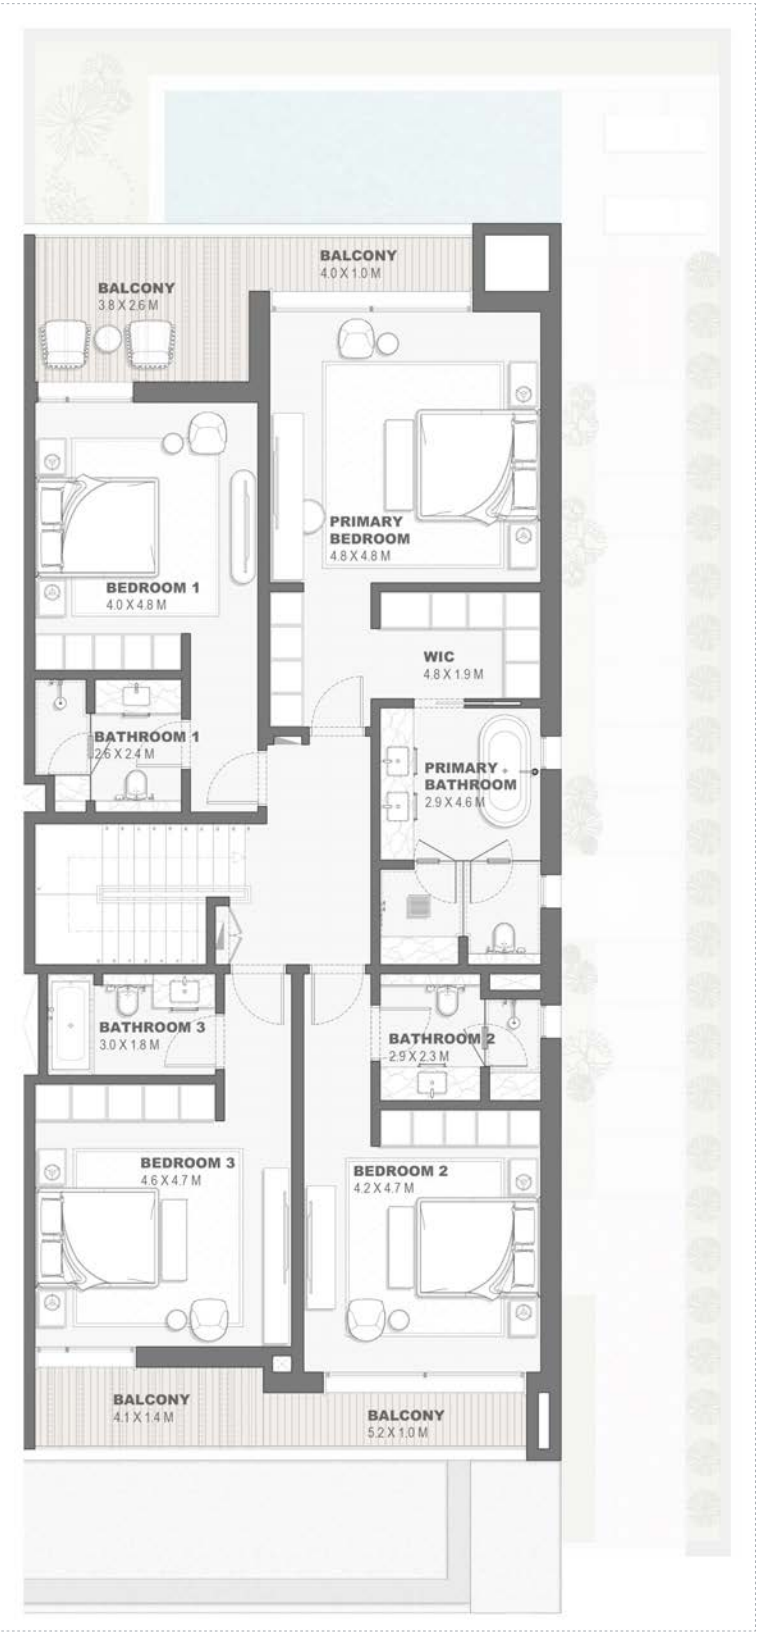 BALCONY
4.0 X 1.0 M
BALCONY
3.8 X 2.6 M
PRIMARY
BEDROOM
4.8 X 4.8 M
BEDROOM 1
4.0 X 4.8 M
WIC
4.8 X 1.9 M
BATHROOM 1
2.6 X 2.4 M
PRIMARY
BATHROOM
2.9 X 4.6 M
BATHROOM 3
3.0 X 1.8 M
BATHROOM 2
2.9 X 2.3 M
BEDROOM 3
4.6 X 4.7 M
BEDROOM 2
4.2 X 4.7 M
BALCONY
4.1 X 1.4 M
BALCONY
5.2 X 1.0 M